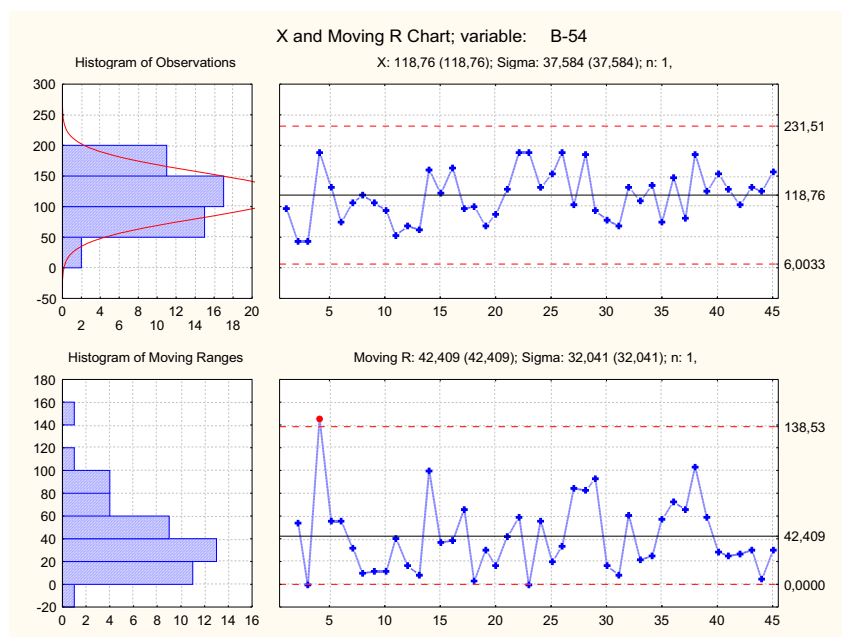 X and Moving R Chart; variable: B-54
Histogram of Observations
X: 118,76 (118,76); Sigma: 37,584 (37,584); n: 1,
300
250
200
150
100
50
0
-50
0 4 8 12 16 20
2 6 10 14 18
231,51
118,76
6,0033
5 10 15 20 25 30 35 40 45
Histogram of Moving Ranges
Moving R: 42,409 (42,409); Sigma: 32,041 (32,041); n: 1,
180
160
140
120
100
80
60
40
20
0
-20
0 2 4 6 8 10 12 14 16
138,53
42,409
0,0000
5 10 15 20 25 30 35 40 45